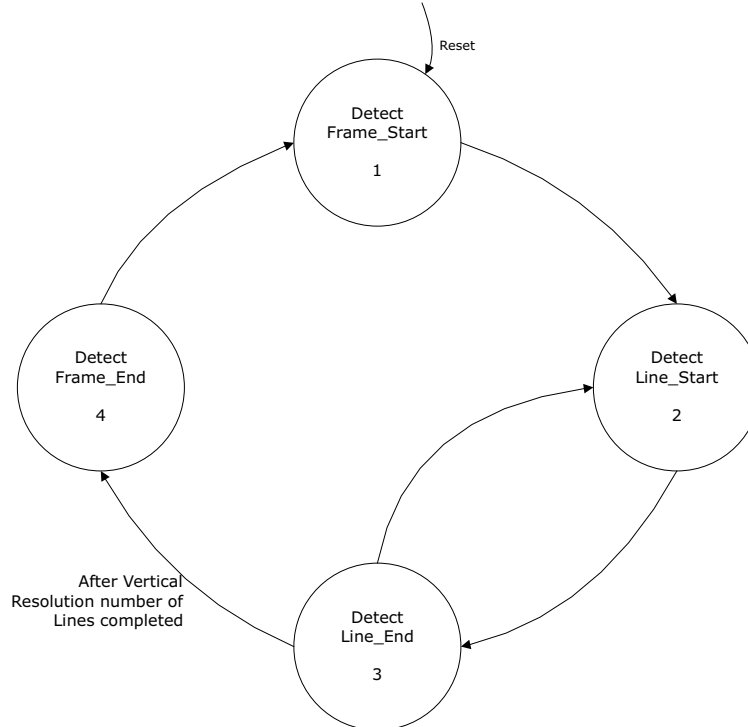 Reset
Detect
Frame_Start
1
Detect
Frame_End
4
Detect
Line_Start
2
After Vertical
Resolution number of
Lines completed
Detect
Line_End
3